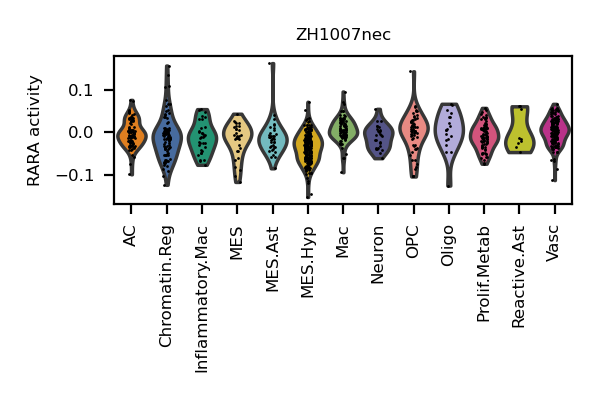 ZH1007nec
RARA activity
0.1
0.0
−0.1
AC
Chromatin.Reg
Inflammatory.Mac
MES
MES.Ast
MES.Hyp
Mac
Neuron
OPC
Oligo
Prolif.Metab
Reactive.Ast
Vasc